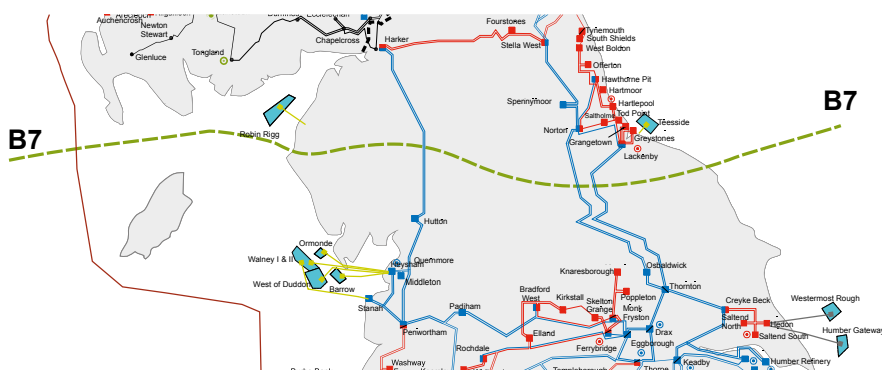 Auchencrosh
Newton
Stewart
Glenluce
Tongland
Chapelcross
Harker
Fourstones
Stella West
Tynemouth
South Shields
West Boldon
Offerton
Hawthorne Pit
Hartmoor
Hartlepool
Saltholme
Tod Point
Teesside
Spennymoor
Norton
Greystones
Grangetown
Lackenby
Robin Rigg
B7
B7
Hutton
Ormonde
Walney I & II
Quernmore
Heysham
Middleton
West of Duddon
Barrow
Stanah
Padiham
Penwortham
Knaresborough
Osbaldwick
Thornton
Bradford
West
Kirkstall
Skelton
Grange
Poppleton
Monk
Fryston
Creyke Beck
Westermost Rough
Saltend
North
Hedon
Saltend South
Humber Gateway
Elland
Drax
Ferrybridge
Eggborough
Rochdale
Washway
Thorpe
Keadby
Humber Refinery